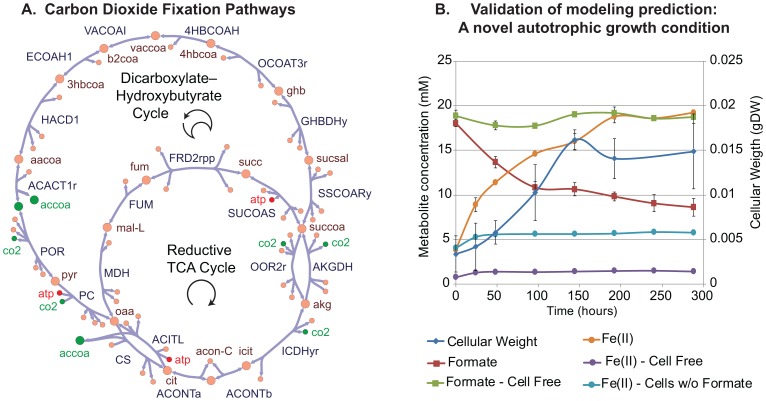 A. Carbon Dioxide Fixation Pathways
VACOAI
4HBCOAH
vaccoa
4hbcoa
b2coa
ECOAH1
OCOAT3r
3hbcoa
ghb
Dicarboxylate–
Hydroxybutyrate
Cycle
HACD1
GHBDHy
aacoa
fum
FRD2rpp
succ
sucsal
ACACT1r
atp
SSCOARy
accoa
FUM
SUCOAS
mal-L
succoa
co2
co2
co2
POR
Reductive
TCA Cycle
OOR2r
AKGDH
pyr
MDH
atp
PC
co2
akg
oaa
co2
accoa
ACITL
CS
atp
acon-C
icit
ICDHyr
cit
ACONTa
ACONTb
B. Validation of modeling prediction:
A novel autotrophic growth condition
Metabolite concentration (mM)
25
20
15
10
5
0
0.025
0.02
0.015
0.01
0.005
0
Cellular Weigth (gDW)
0 50 100 150 200 250 300
Time (hours)
Cellular Weight
Fe(II)
Formate
Fe(II) - Cell Free
Formate - Cell Free
Fe(II) - Cells w/o Formate